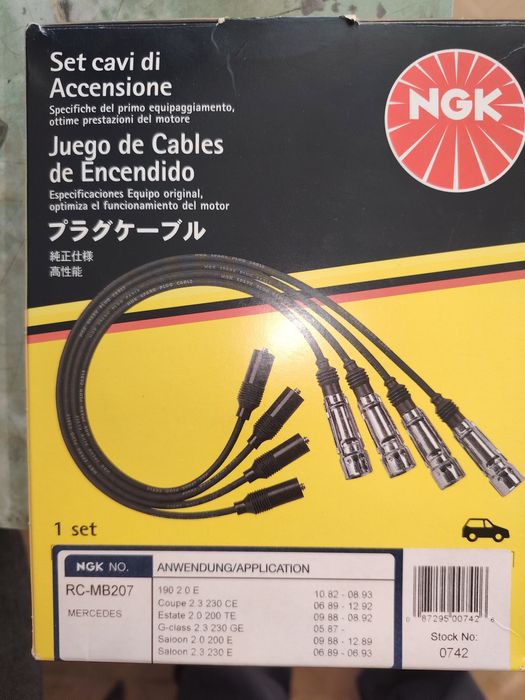 Set cavi di
Accensione
Specifiche del primo equipaggiamento,
ottime prestazioni del motore
Juego de Cables
de Encendido
Especificaciones Equipo original,
optimiza el funcionamiento del motor
プラグケーブル
純正仕様
高性能
NGK
1 set
NGK NO.
ANWENDUNG/APPLICATION
RC-MB207
MERCEDES
190 2.0 E 10.82 - 08.93
Coupe 2.3 230 CE 06.89 - 12.92
Estate 2.0 200 TE 09.88 - 08.92
G-class 2.3 230 GE 05.87 -
Saloon 2.0 200 E 09.88 - 12.89
Saloon 2.3 230 E 06.89 - 06.93
0 87295 00742 6
Stock No:
0742